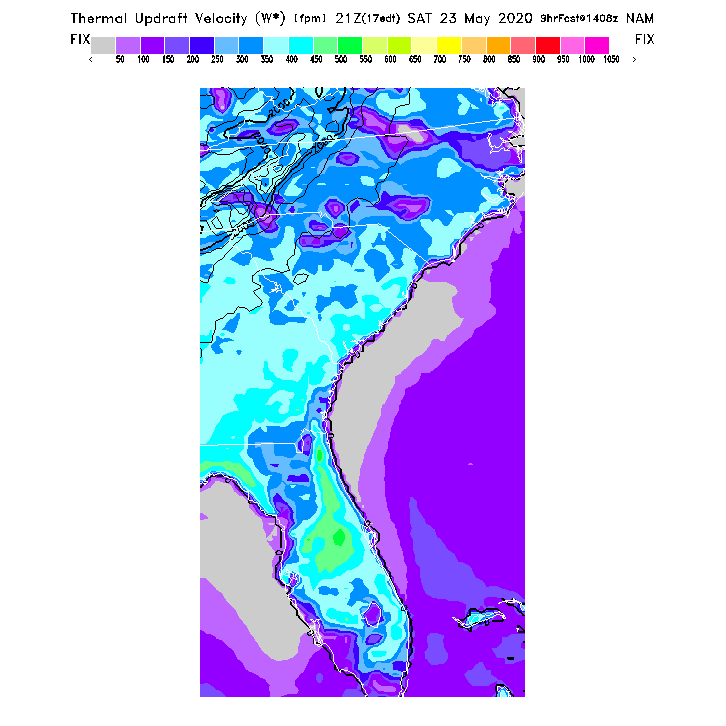 Thermal Updraft Velocity (W*) [fpm] 21Z(17edt) SAT 23 May 2020 9hrFcst@1408z NAM
FIX FIX
< 50 100 150 200 250 300 350 400 450 500 550 600 650 700 750 800 850 900 950 1000 1050 >